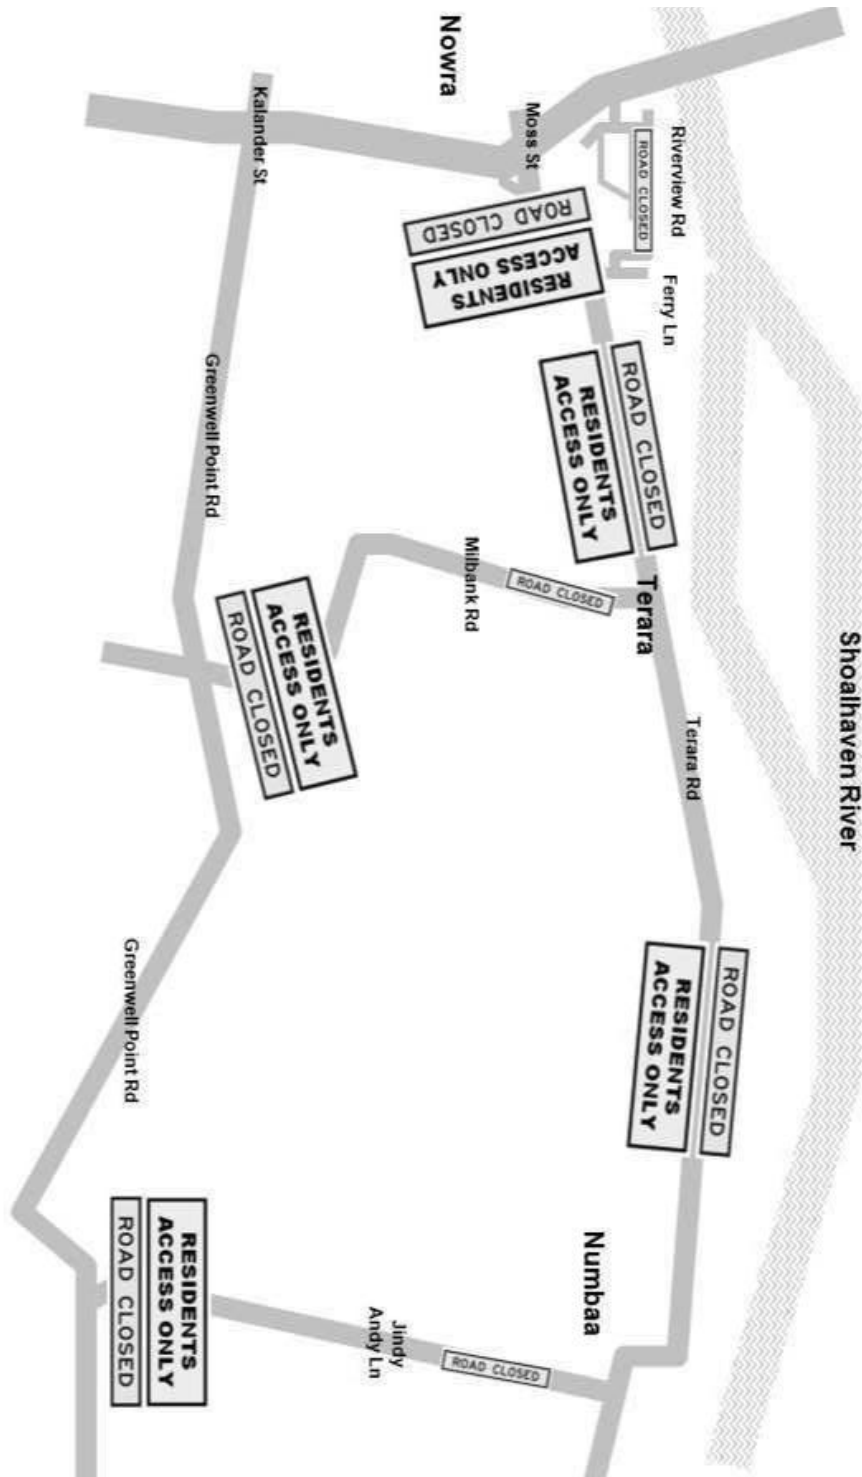 Shoalhaven River
Riverview Rd
ROAD CLOSED
Ferry Ln
ROAD CLOSED
RESIDENTS
ACCESS ONLY
Terara
Terara Rd
ROAD CLOSED
RESIDENTS
ACCESS ONLY
Numbaa
Nowra
Moss St
ROAD CLOSED
RESIDENTS
ACCESS ONLY
ROAD CLOSED
Milbank Rd
ROAD CLOSED
Jindy
Andy Ln
RESIDENTS
ACCESS ONLY
ROAD CLOSED
Kalander St
Greenwell Point Rd
Greenwell Point Rd
RESIDENTS
ACCESS ONLY
ROAD CLOSED